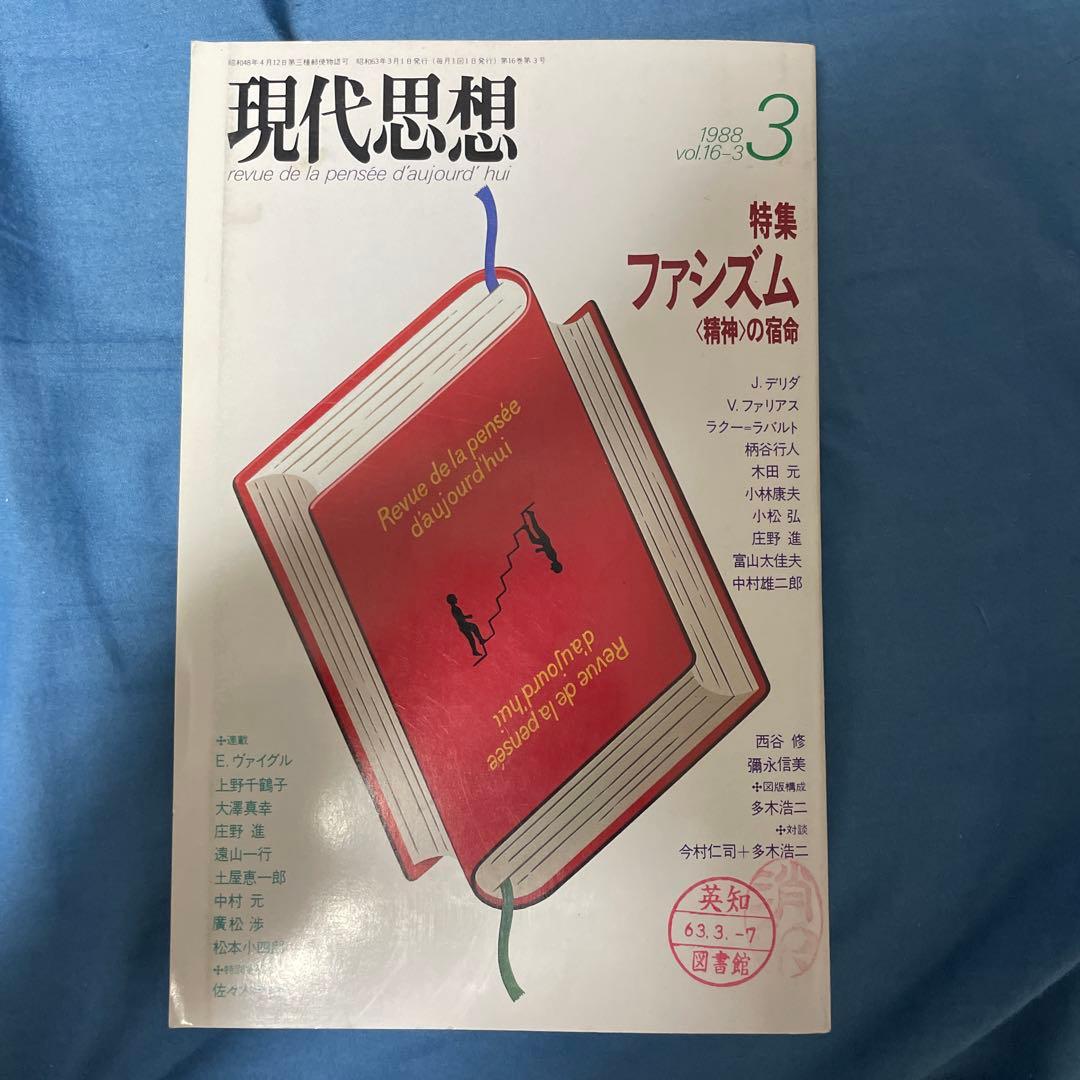 昭和48年4月12日第三種郵便物認可 昭和63年3月1日発行(毎月1回1日発行)第16巻第3号
現代思想
revue de la pensée d'aujourd' hui
1988
vol.16-3
3
特集
ファシズム
〈精神〉の宿命
J.デリダ
V.ファリアス
ラクー=ラバルト
柄谷行人
木田 元
小林康夫
小松 弘
庄野 進
富山太佳夫
中村雄二郎
Revue de la pensée
d'aujourd'hui
Revue de la pensée
d'aujourd'hui
✣連載
E.ヴァイグル
上野千鶴子
大澤真幸
庄野 進
遠山一行
土屋恵一郎
中村 元
廣松 渉
松本小四郎
佐々
西谷 修
彌永信美
✣図版構成
多木浩二
✣対談
今村仁司+多木浩二
英知
63.3.-7
図書館
消